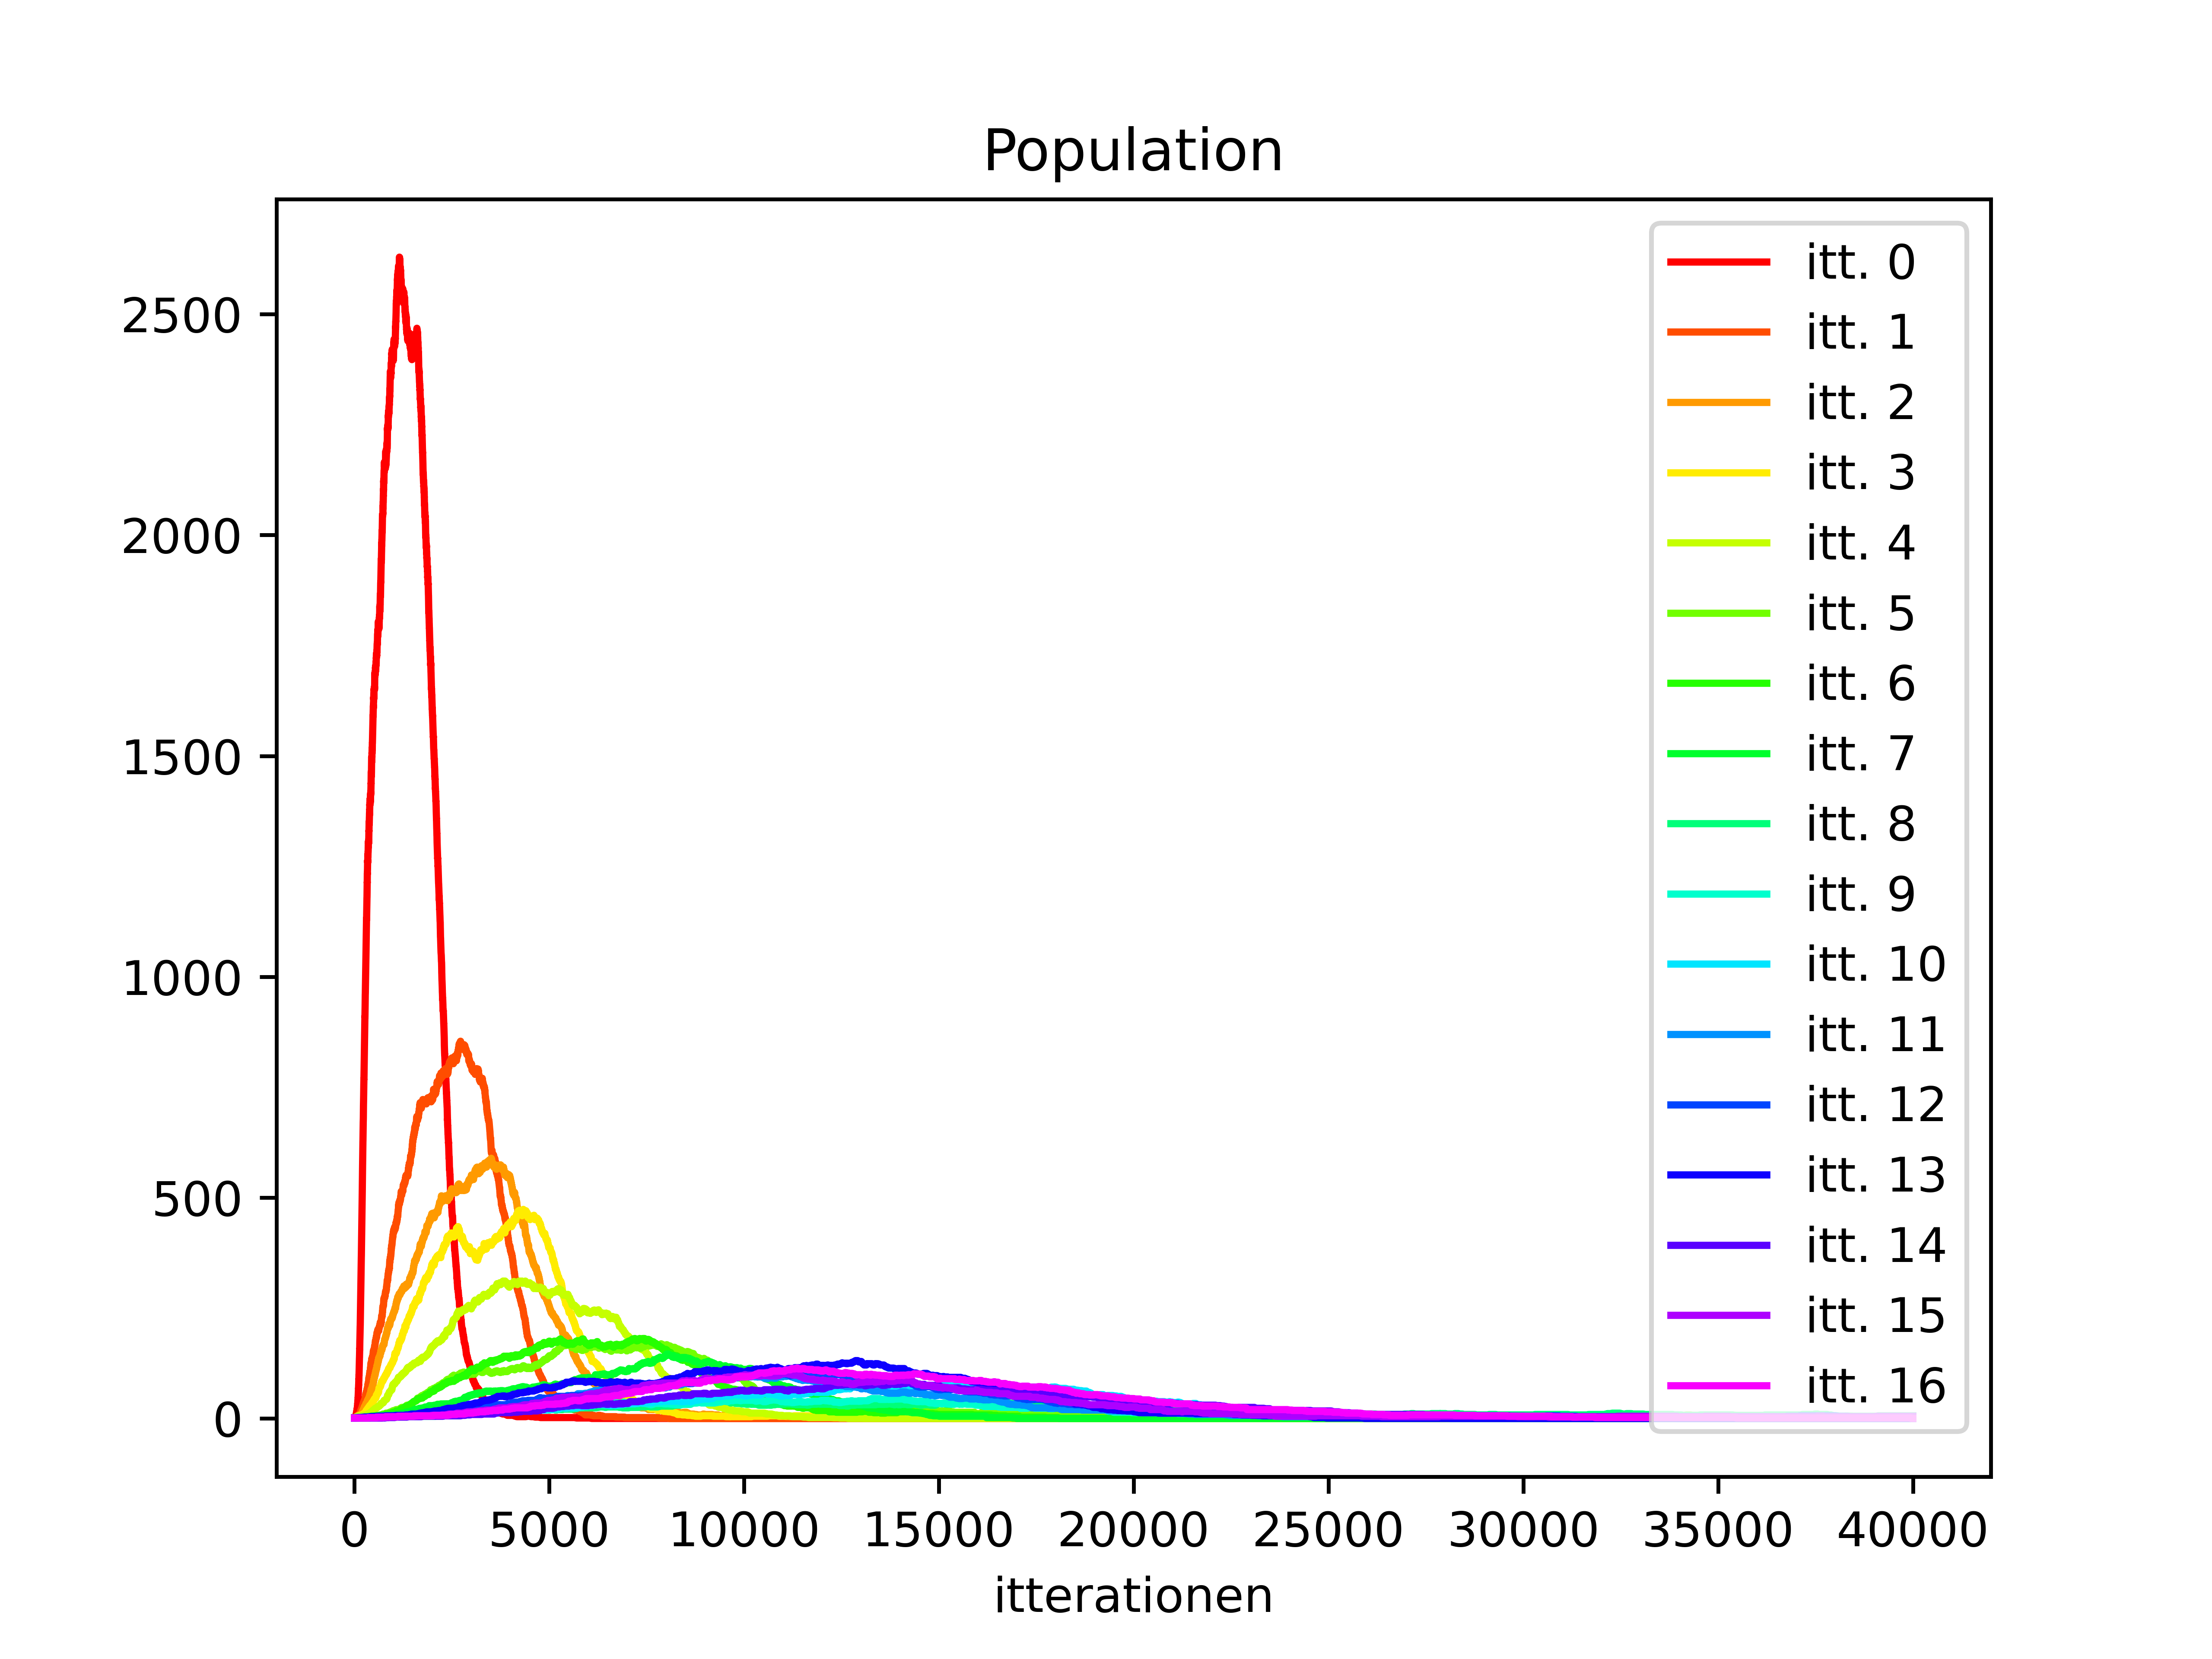 Population
2500
2000
1500
1000
500
0
itt. 0
itt. 1
itt. 2
itt. 3
itt. 4
itt. 5
itt. 6
itt. 7
itt. 8
itt. 9
itt. 10
itt. 11
itt. 12
itt. 13
itt. 14
itt. 15
itt. 16
0 5000 10000 15000 20000 25000 30000 35000 40000
itterationen